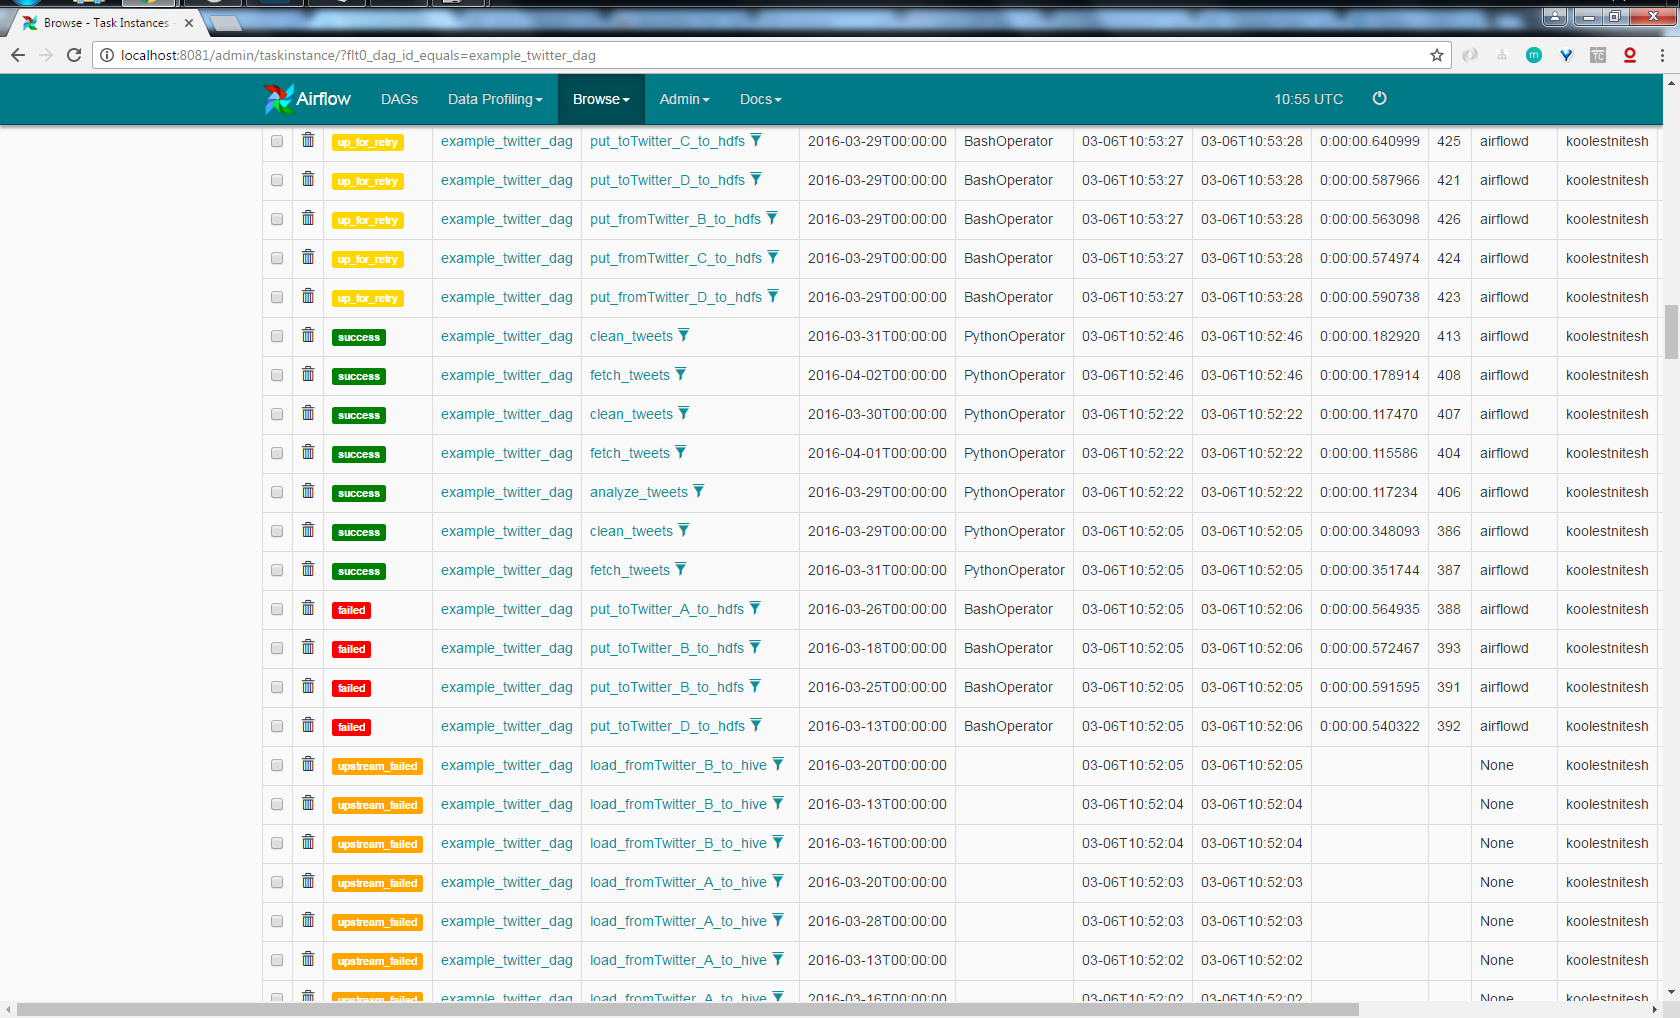 Browse - Task Instances
localhost:8081/admin/taskinstance/?flt0_dag_id_equals=example_twitter_dag
Airflow DAGs Data Profiling Browse Admin Docs 10:55 UTC
up_for_retry example_twitter_dag put_toTwitter_C_to_hdfs 2016-03-29T00:00:00 BashOperator 03-06T10:53:27 03-06T10:53:28 0:00:00.640999 425 airflowd koolestnitesh
up_for_retry example_twitter_dag put_toTwitter_D_to_hdfs 2016-03-29T00:00:00 BashOperator 03-06T10:53:27 03-06T10:53:28 0:00:00.587966 421 airflowd koolestnitesh
up_for_retry example_twitter_dag put_fromTwitter_B_to_hdfs 2016-03-29T00:00:00 BashOperator 03-06T10:53:27 03-06T10:53:28 0:00:00.563098 426 airflowd koolestnitesh
up_for_retry example_twitter_dag put_fromTwitter_C_to_hdfs 2016-03-29T00:00:00 BashOperator 03-06T10:53:27 03-06T10:53:28 0:00:00.574974 424 airflowd koolestnitesh
up_for_retry example_twitter_dag put_fromTwitter_D_to_hdfs 2016-03-29T00:00:00 BashOperator 03-06T10:53:27 03-06T10:53:28 0:00:00.590738 423 airflowd koolestnitesh
success example_twitter_dag clean_tweets 2016-03-31T00:00:00 PythonOperator 03-06T10:52:46 03-06T10:52:46 0:00:00.182920 413 airflowd koolestnitesh
success example_twitter_dag fetch_tweets 2016-04-02T00:00:00 PythonOperator 03-06T10:52:46 03-06T10:52:46 0:00:00.178914 408 airflowd koolestnitesh
success example_twitter_dag clean_tweets 2016-03-30T00:00:00 PythonOperator 03-06T10:52:22 03-06T10:52:22 0:00:00.117470 407 airflowd koolestnitesh
success example_twitter_dag fetch_tweets 2016-04-01T00:00:00 PythonOperator 03-06T10:52:22 03-06T10:52:22 0:00:00.115586 404 airflowd koolestnitesh
success example_twitter_dag analyze_tweets 2016-03-29T00:00:00 PythonOperator 03-06T10:52:22 03-06T10:52:22 0:00:00.117234 406 airflowd koolestnitesh
success example_twitter_dag clean_tweets 2016-03-29T00:00:00 PythonOperator 03-06T10:52:05 03-06T10:52:05 0:00:00.348093 386 airflowd koolestnitesh
success example_twitter_dag fetch_tweets 2016-03-31T00:00:00 PythonOperator 03-06T10:52:05 03-06T10:52:05 0:00:00.351744 387 airflowd koolestnitesh
failed example_twitter_dag put_toTwitter_A_to_hdfs 2016-03-26T00:00:00 BashOperator 03-06T10:52:05 03-06T10:52:06 0:00:00.564935 388 airflowd koolestnitesh
failed example_twitter_dag put_toTwitter_B_to_hdfs 2016-03-18T00:00:00 BashOperator 03-06T10:52:05 03-06T10:52:06 0:00:00.572467 393 airflowd koolestnitesh
failed example_twitter_dag put_toTwitter_B_to_hdfs 2016-03-25T00:00:00 BashOperator 03-06T10:52:05 03-06T10:52:05 0:00:00.591595 391 airflowd koolestnitesh
failed example_twitter_dag put_toTwitter_D_to_hdfs 2016-03-13T00:00:00 BashOperator 03-06T10:52:05 03-06T10:52:06 0:00:00.540322 392 airflowd koolestnitesh
upstream_failed example_twitter_dag load_fromTwitter_B_to_hive 2016-03-20T00:00:00 03-06T10:52:05 03-06T10:52:05 None koolestnitesh
upstream_failed example_twitter_dag load_fromTwitter_B_to_hive 2016-03-13T00:00:00 03-06T10:52:04 03-06T10:52:04 None koolestnitesh
upstream_failed example_twitter_dag load_fromTwitter_B_to_hive 2016-03-16T00:00:00 03-06T10:52:04 03-06T10:52:04 None koolestnitesh
upstream_failed example_twitter_dag load_fromTwitter_A_to_hive 2016-03-20T00:00:00 03-06T10:52:03 03-06T10:52:03 None koolestnitesh
upstream_failed example_twitter_dag load_fromTwitter_A_to_hive 2016-03-28T00:00:00 03-06T10:52:03 03-06T10:52:03 None koolestnitesh
upstream_failed example_twitter_dag load_fromTwitter_A_to_hive 2016-03-13T00:00:00 03-06T10:52:02 03-06T10:52:02 None koolestnitesh
upstream_failed example_twitter_dag load_fromTwitter_A_to_hive 2016-03-16T00:00:00 03-06T10:52:02 03-06T10:52:02 None koolestnitesh